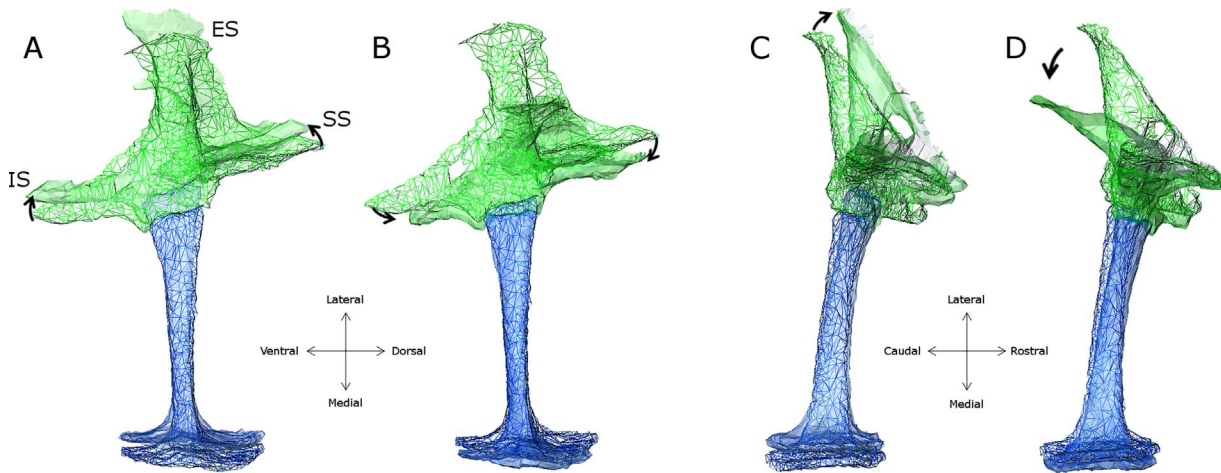 A
ES
SS
IS
Lateral
Ventral
Dorsal
Medial
B
C
D
Lateral
Caudal
Rostral
Medial